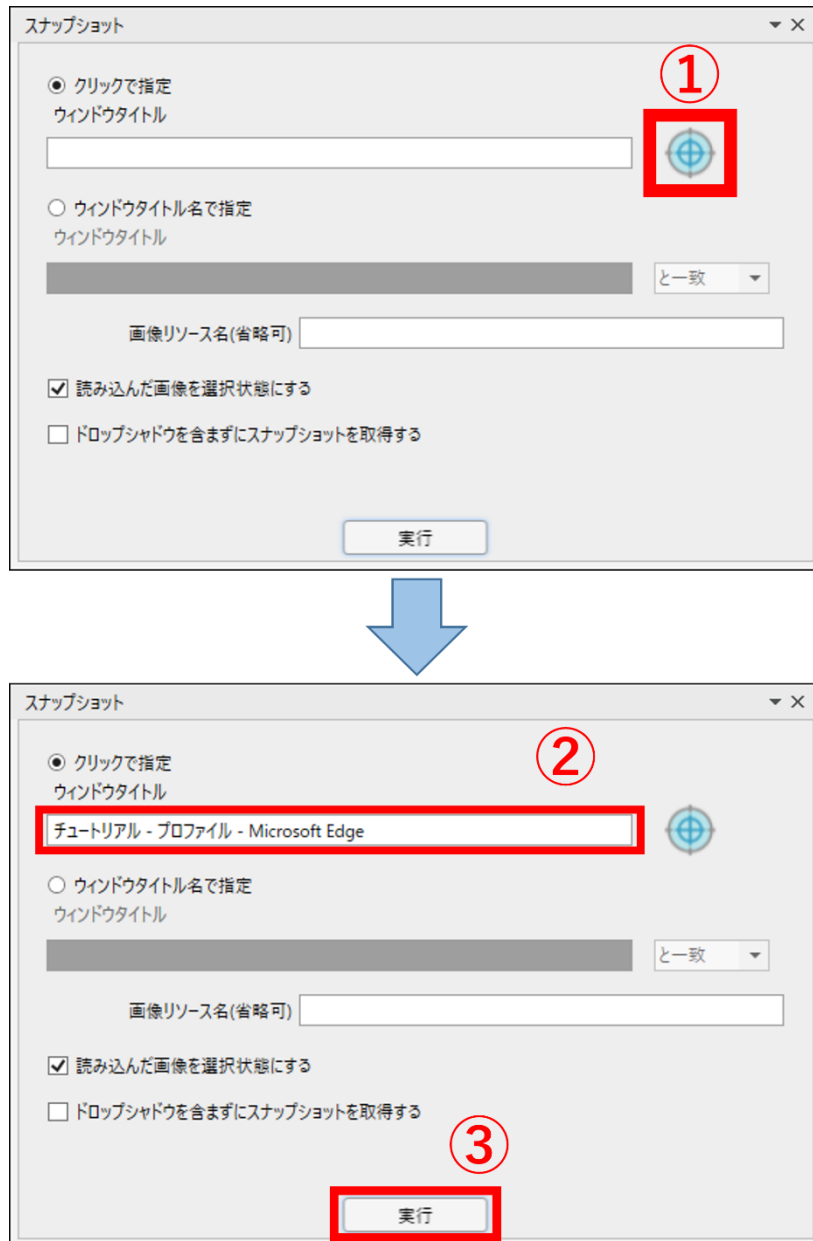 スナップショット
①
クリックで指定
ウィンドウタイトル
ウィンドウタイトル名で指定
ウィンドウタイトル
と一致
画像リソース名(省略可)
読み込んだ画像を選択状態にする
ドロップシャドウを含まずにスナップショットを取得する
実行
スナップショット
②
クリックで指定
ウィンドウタイトル
チュートリアル - プロファイル - Microsoft Edge
ウィンドウタイトル名で指定
ウィンドウタイトル
と一致
画像リソース名(省略可)
読み込んだ画像を選択状態にする
ドロップシャドウを含まずにスナップショットを取得する
③
実行